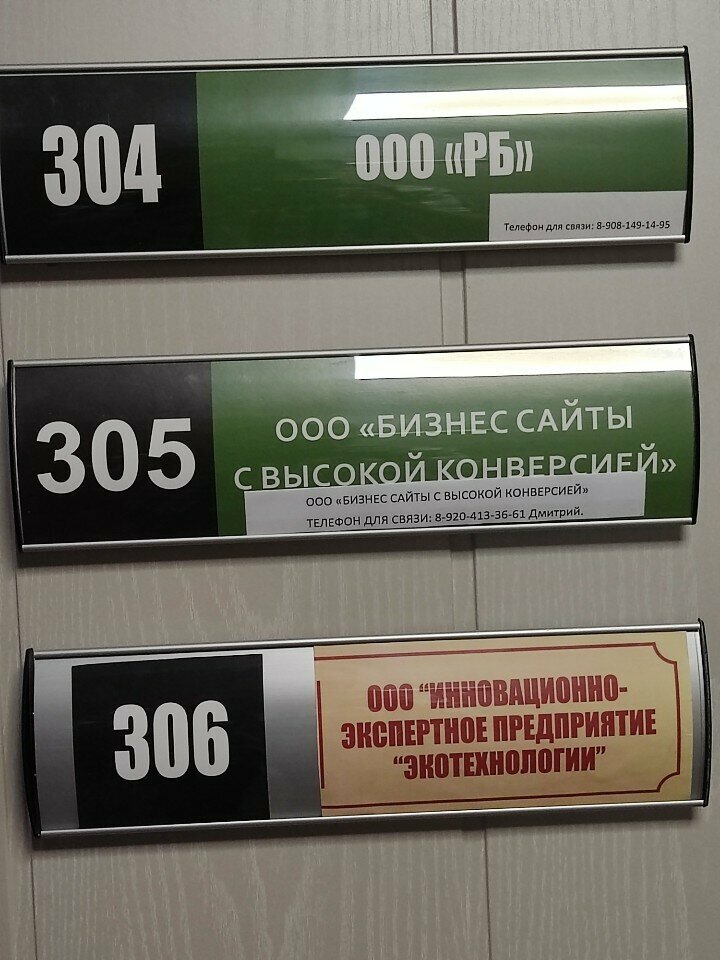 304
ООО «РБ»
Телефон для связи: 8-908-149-14-95
305
ООО «БИЗНЕС САЙТЫ
С ВЫСОКОЙ КОНВЕРСИЕЙ»
ООО «БИЗНЕС САЙТЫ С ВЫСОКОЙ КОНВЕРСИЕЙ»
ТЕЛЕФОН ДЛЯ СВЯЗИ: 8-920-413-36-61 Дмитрий.
306
ООО "ИННОВАЦИОННО-
ЭКСПЕРТНОЕ ПРЕДПРИЯТИЕ
"ЭКОТЕХНОЛОГИИ"